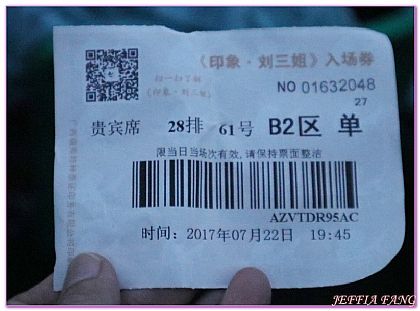 《印象·刘三姐》入场券
扫一扫了解
《印象·刘三姐》
NO 01632048
27
贵宾席 28排 61号 B2区 单
限当日当场次有效,请保持票面整洁
AZVTDR95AC
时间：2017年07月22日 19:45
JEFFIA FANG